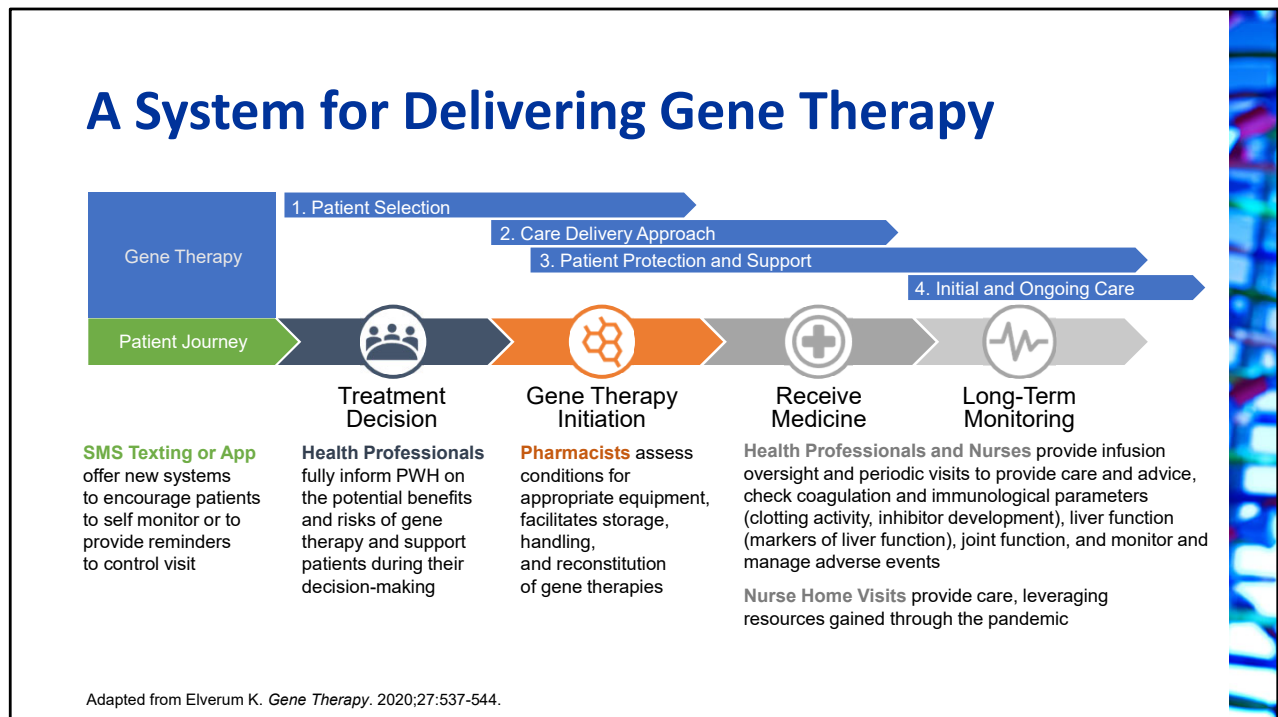 A System for Delivering Gene Therapy
Gene Therapy
1. Patient Selection
2. Care Delivery Approach
3. Patient Protection and Support
4. Initial and Ongoing Care
Patient Journey
Treatment
Decision
Gene Therapy
Initiation
Receive
Medicine
Long-Term
Monitoring
SMS Texting or App
offer new systems
to encourage patients
to self monitor or to
provide reminders
to control visit
Health Professionals
fully inform PWH on
the potential benefits
and risks of gene
therapy and support
patients during their
decision-making
Pharmacists assess
conditions for
appropriate equipment,
facilitates storage,
handling,
and reconstitution
of gene therapies
Health Professionals and Nurses provide infusion
oversight and periodic visits to provide care and advice,
check coagulation and immunological parameters
(clotting activity, inhibitor development), liver function
(markers of liver function), joint function, and monitor and
manage adverse events
Nurse Home Visits provide care, leveraging
resources gained through the pandemic
Adapted from Elverum K. Gene Therapy. 2020;27:537-544.